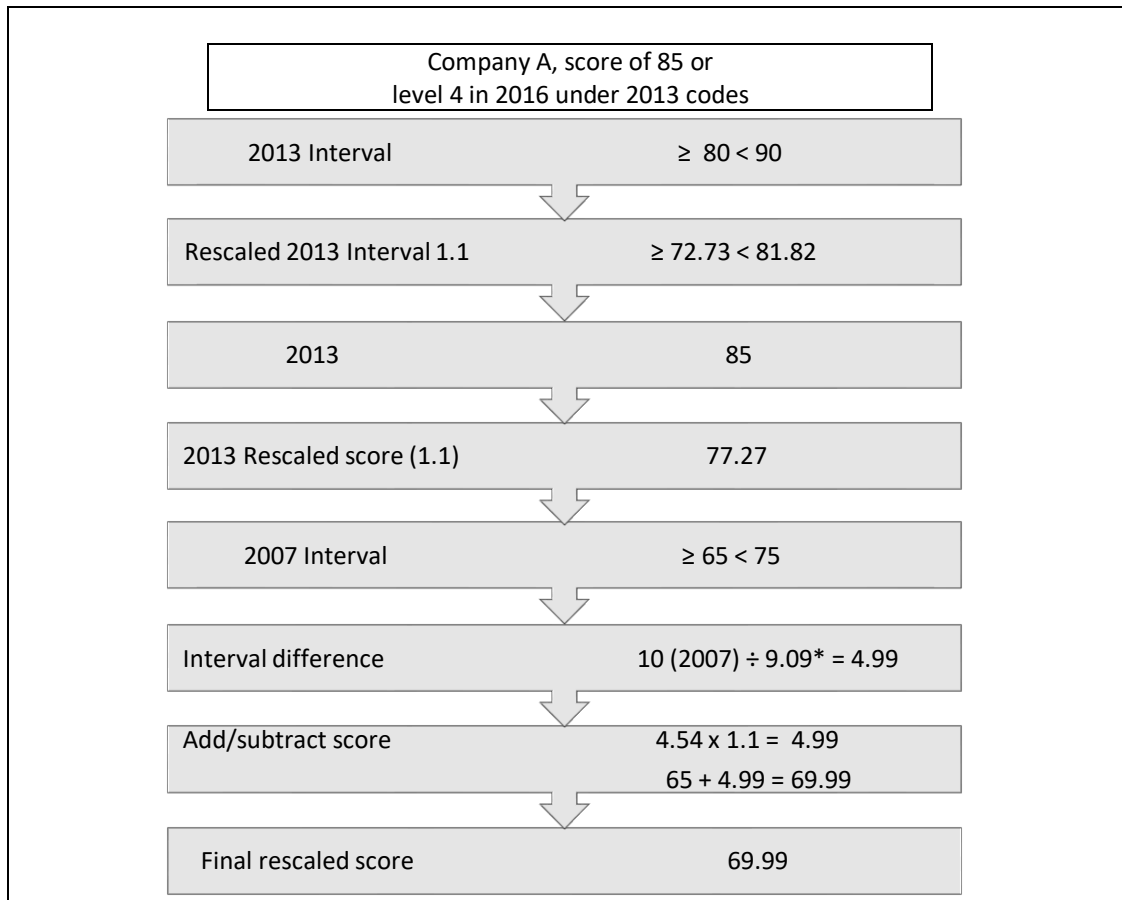 Company A, score of 85 or
level 4 in 2016 under 2013 codes
2013 Interval ≥ 80 < 90
Rescaled 2013 Interval 1.1 ≥ 72.73 < 81.82
2013 85
2013 Rescaled score (1.1) 77.27
2007 Interval ≥ 65 < 75
Interval difference 10 (2007) ÷ 9.09* = 4.99
Add/subtract score 4.54 x 1.1 = 4.99
65 + 4.99 = 69.99
Final rescaled score 69.99